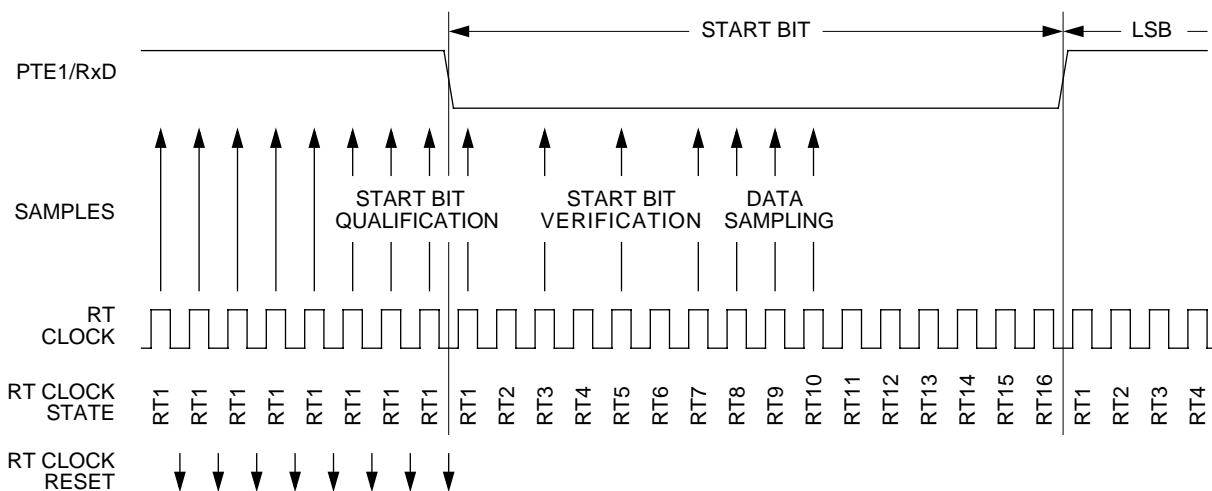 START BIT
LSB
PTE1/RxD
SAMPLES
START BIT
QUALIFICATION
START BIT
VERIFICATION
DATA
SAMPLING
RT
CLOCK
RT CLOCK
STATE
RT1 RT1 RT1 RT1 RT1 RT1 RT1 RT1 RT1 RT2 RT3 RT4 RT5 RT6 RT7 RT8 RT9 RT10 RT11 RT12 RT13 RT14 RT15 RT16 RT1 RT2 RT3 RT4
RT CLOCK
RESET